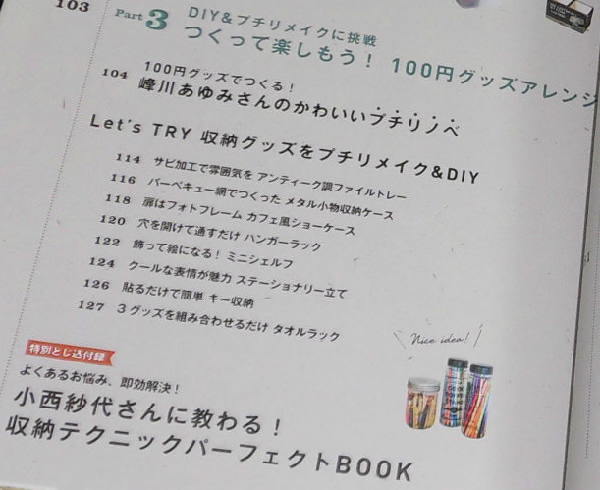 103
Part 3 DIY&プチリメイクに挑戦
つくって楽しもう! 100円グッズアレンジ
100円グッズでつくる!
104 峰川あゆみさんのかわいいプチリノベ
Let's TRY 収納グッズをプチリメイク&DIY
114 サビ加工で雰囲気を アンティーク調ファイルトレー
116 バーベキュー網でつくった メタル小物収納ケース
118 扉はフォトフレーム カフェ風ショーケース
120 穴を開けて通すだけ ハンガーラック
122 飾って絵になる! ミニシェルフ
124 クールな表情が魅力 ステーショナリー立て
126 貼るだけで簡単 キー収納
127 3グッズを組み合わせるだけ タオルラック
Nice idea!
特別とじ込付録
よくあるお悩み、即効解決!
小西紗代さんに教わる!
収納テクニックパーフェクトBOOK